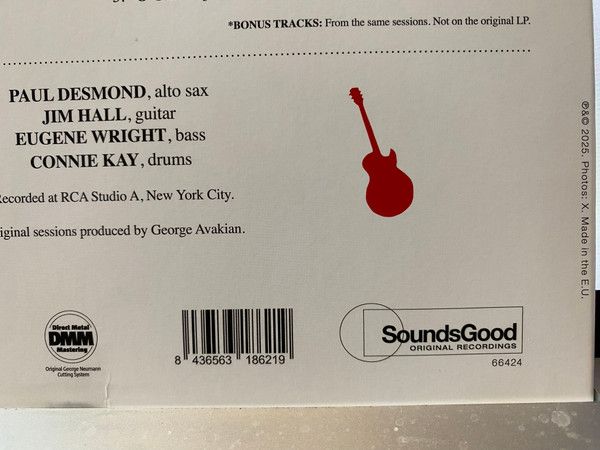 *BONUS TRACKS: From the same sessions. Not on the original LP.
PAUL DESMOND, alto sax
JIM HALL, guitar
EUGENE WRIGHT, bass
CONNIE KAY, drums
Recorded at RCA Studio A, New York City.
iginal sessions produced by George Avakian.
℗&© 2025. Photos: X. Made in the E.U.
Direct Metal
DMM
Mastering
Original George Neumann
Cutting System
8 436563 186219
SoundsGood
ORIGINAL RECORDINGS
66424